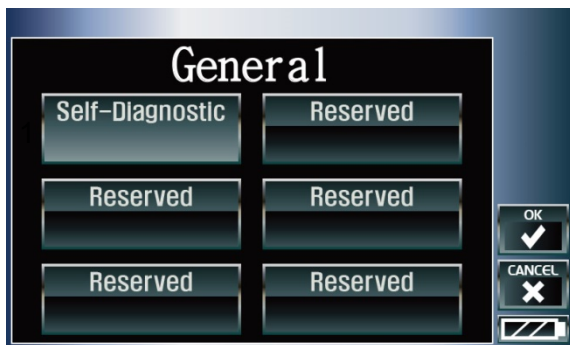 General
Self-Diagnostic
Reserved
Reserved
Reserved
Reserved
Reserved
OK
CANCEL